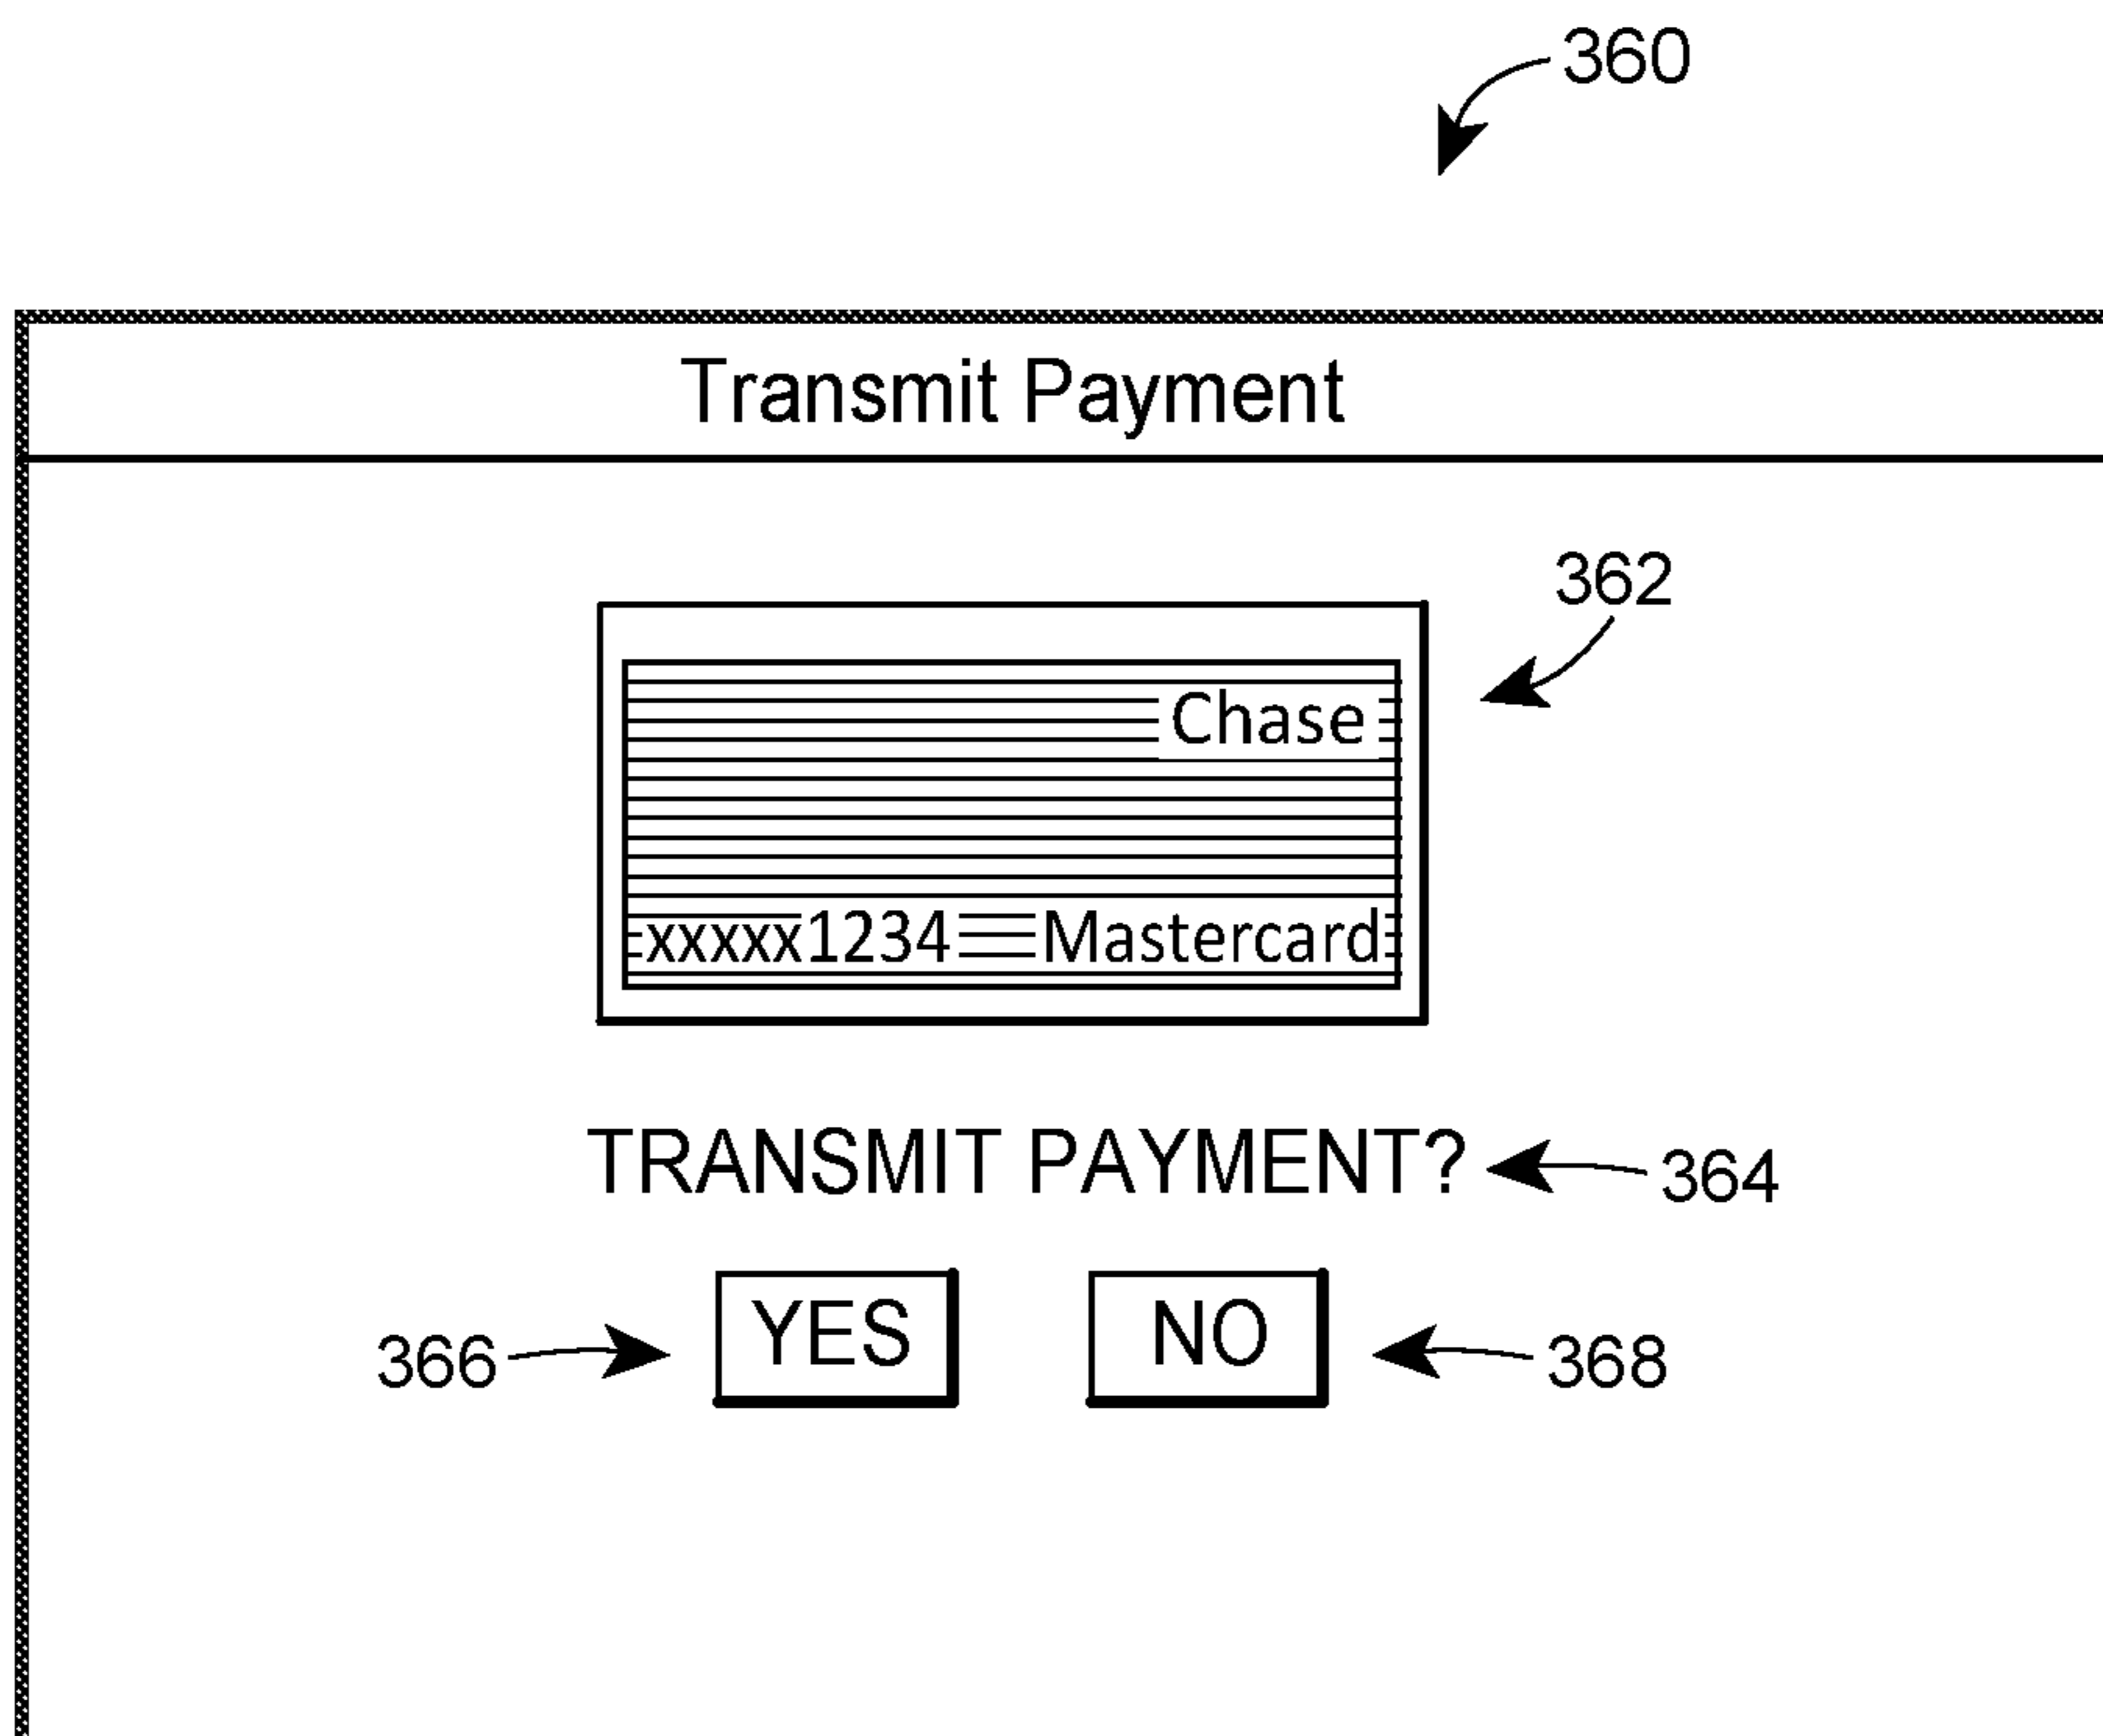 360
Transmit Payment
362
Chase
xxxxx1234 Mastercard
TRANSMIT PAYMENT? 364
366 YES NO 368